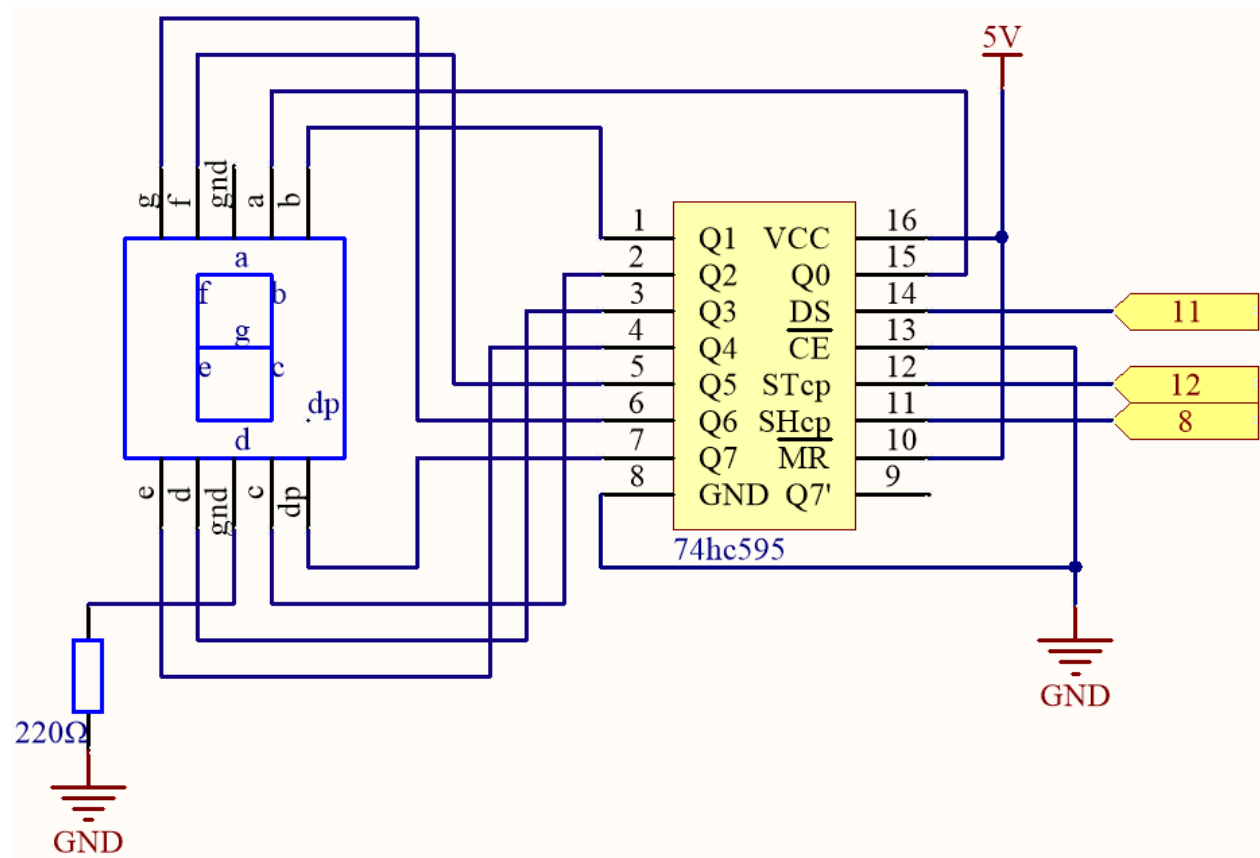 5V
g f gnd a b
a
f b
g
e c
dp
d
e d gnd c dp
220Ω
GND
1 Q1 VCC 16
2 Q2 Q0 15
3 Q3 DS 14
4 Q4 CE 13
5 Q5 STcp 12
6 Q6 SHcp 11
7 Q7 MR 10
8 GND Q7' 9
74hc595
11
12
8
GND